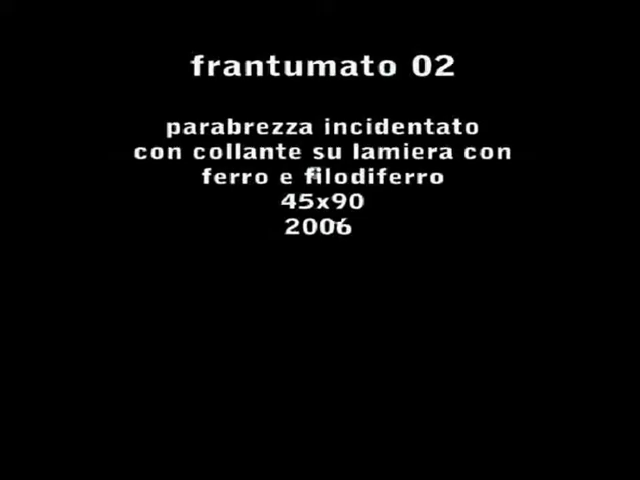 frantumato 02
parabrezza incidentato
con collante su lamiera con
ferro e filodiferro
45x90
2006